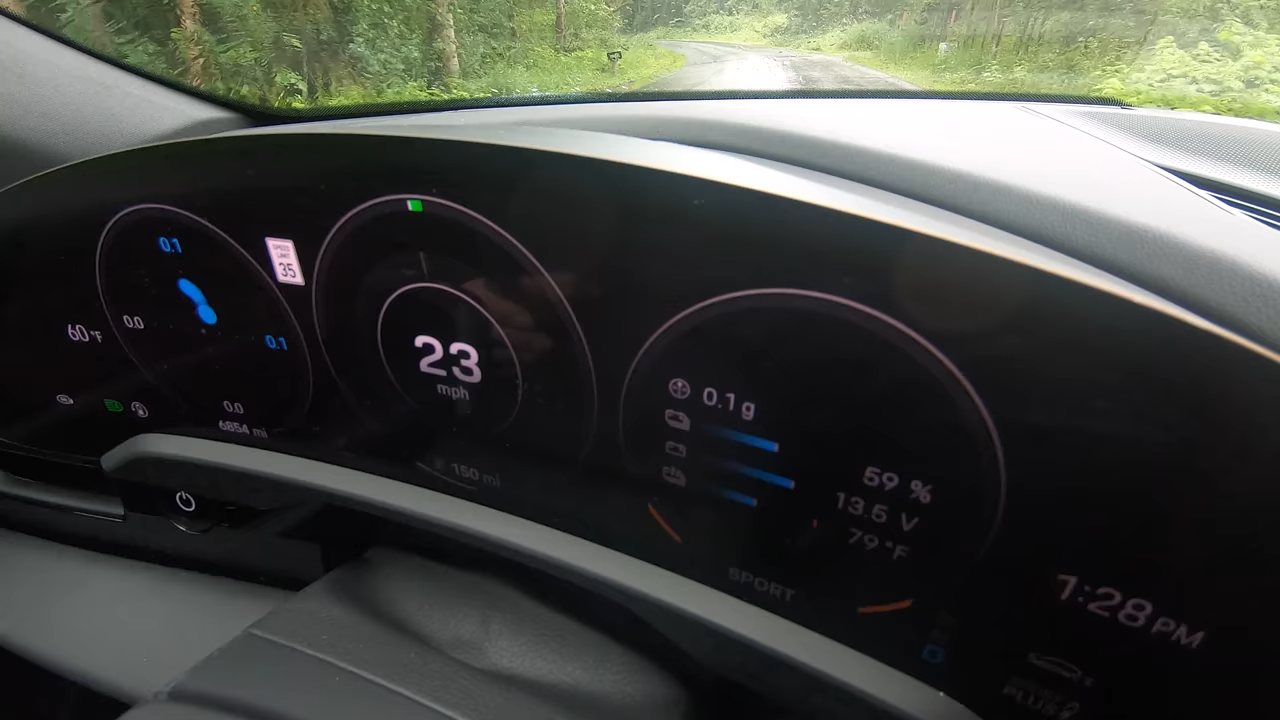 0.1
0.0
0.1
0.0
60°F
6854 mi
SPEED
LIMIT
35
23
mph
150 mi
0.1 g
59 %
13.5 V
79°F
SPORT
1:28 PM
PLUS